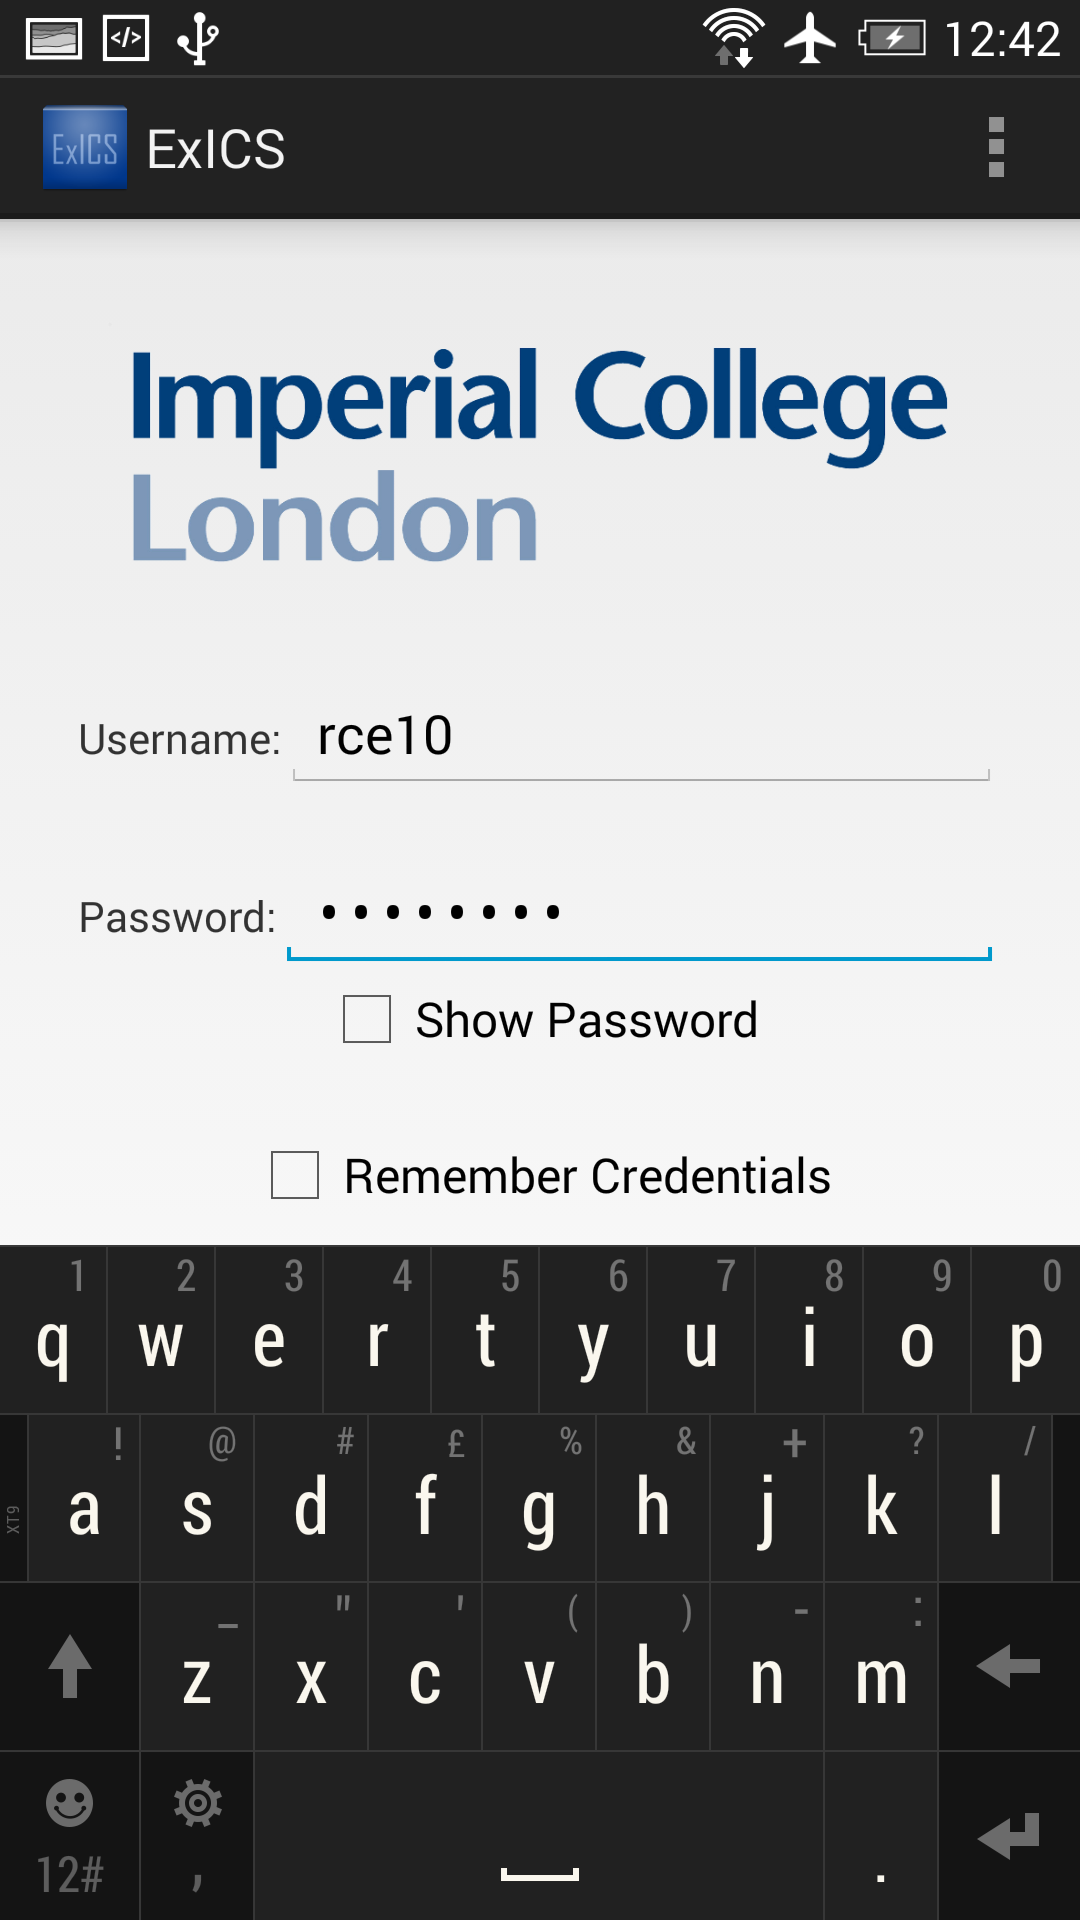 </> 12:42
ExICS ExICS
Imperial College
London
Username: rce10
Password: ••••••••
Show Password
Remember Credentials
1 2 3 4 5 6 7 8 9 0
q w e r t y u i o p
! @ # £ % & + ? /
XT9 a s d f g h j k l
_ " ' ( ) - :
z x c v b n m
12# , .